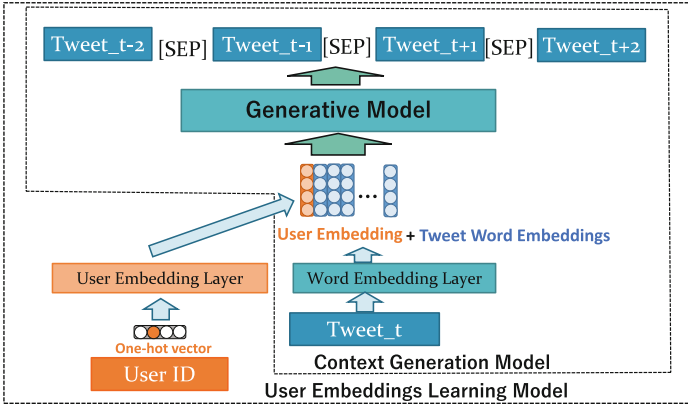 Tweet_t-2 [SEP] Tweet_t-1 [SEP] Tweet_t+1 [SEP] Tweet_t+2
Generative Model
...
User Embedding + Tweet Word Embeddings
User Embedding Layer
Word Embedding Layer
One-hot vector
Tweet_t
User ID
Context Generation Model
User Embeddings Learning Model